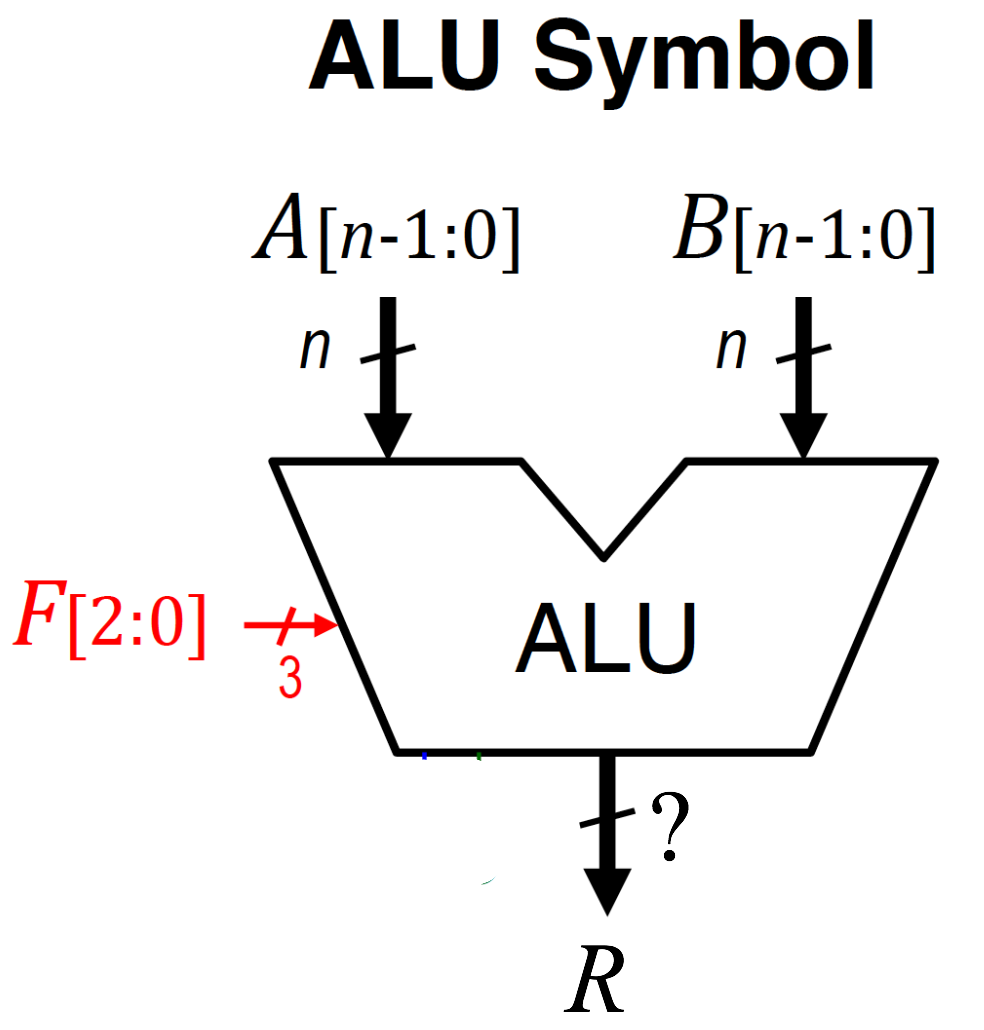 ALU Symbol
A[n-1:0] B[n-1:0]
n n
F[2:0]
3
ALU
?
R